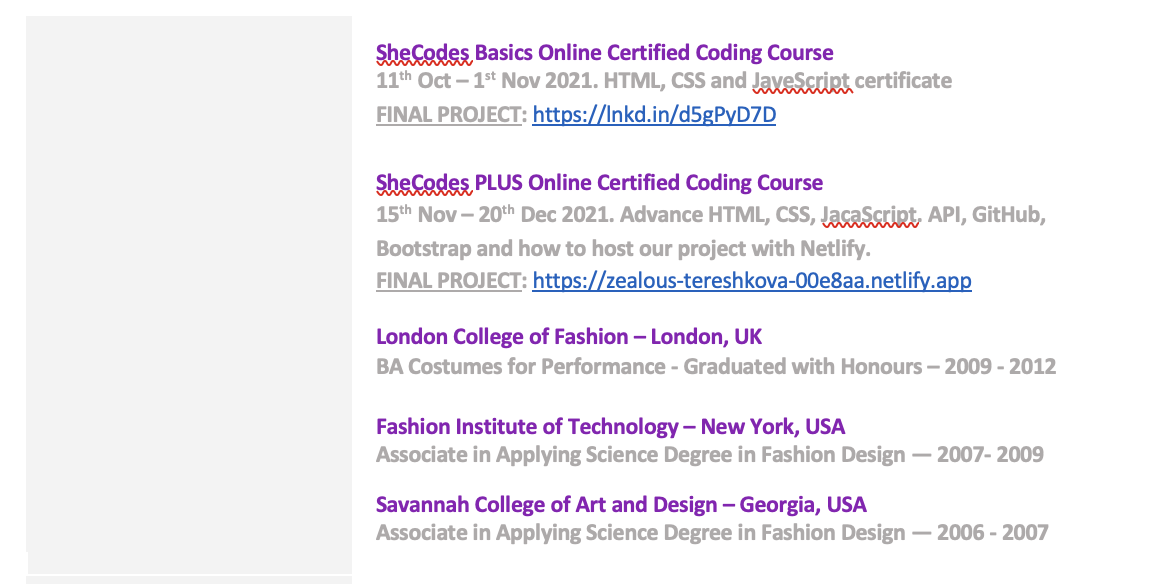 SheCodes Basics Online Certified Coding Course
11th Oct – 1st Nov 2021. HTML, CSS and JaveScript certificate
FINAL PROJECT: https://lnkd.in/d5gPyD7D
SheCodes PLUS Online Certified Coding Course
15th Nov – 20th Dec 2021. Advance HTML, CSS, JacaScript, API, GitHub,
Bootstrap and how to host our project with Netlify.
FINAL PROJECT: https://zealous-tereshkova-00e8aa.netlify.app
London College of Fashion – London, UK
BA Costumes for Performance - Graduated with Honours – 2009 - 2012
Fashion Institute of Technology – New York, USA
Associate in Applying Science Degree in Fashion Design — 2007- 2009
Savannah College of Art and Design – Georgia, USA
Associate in Applying Science Degree in Fashion Design — 2006 - 2007